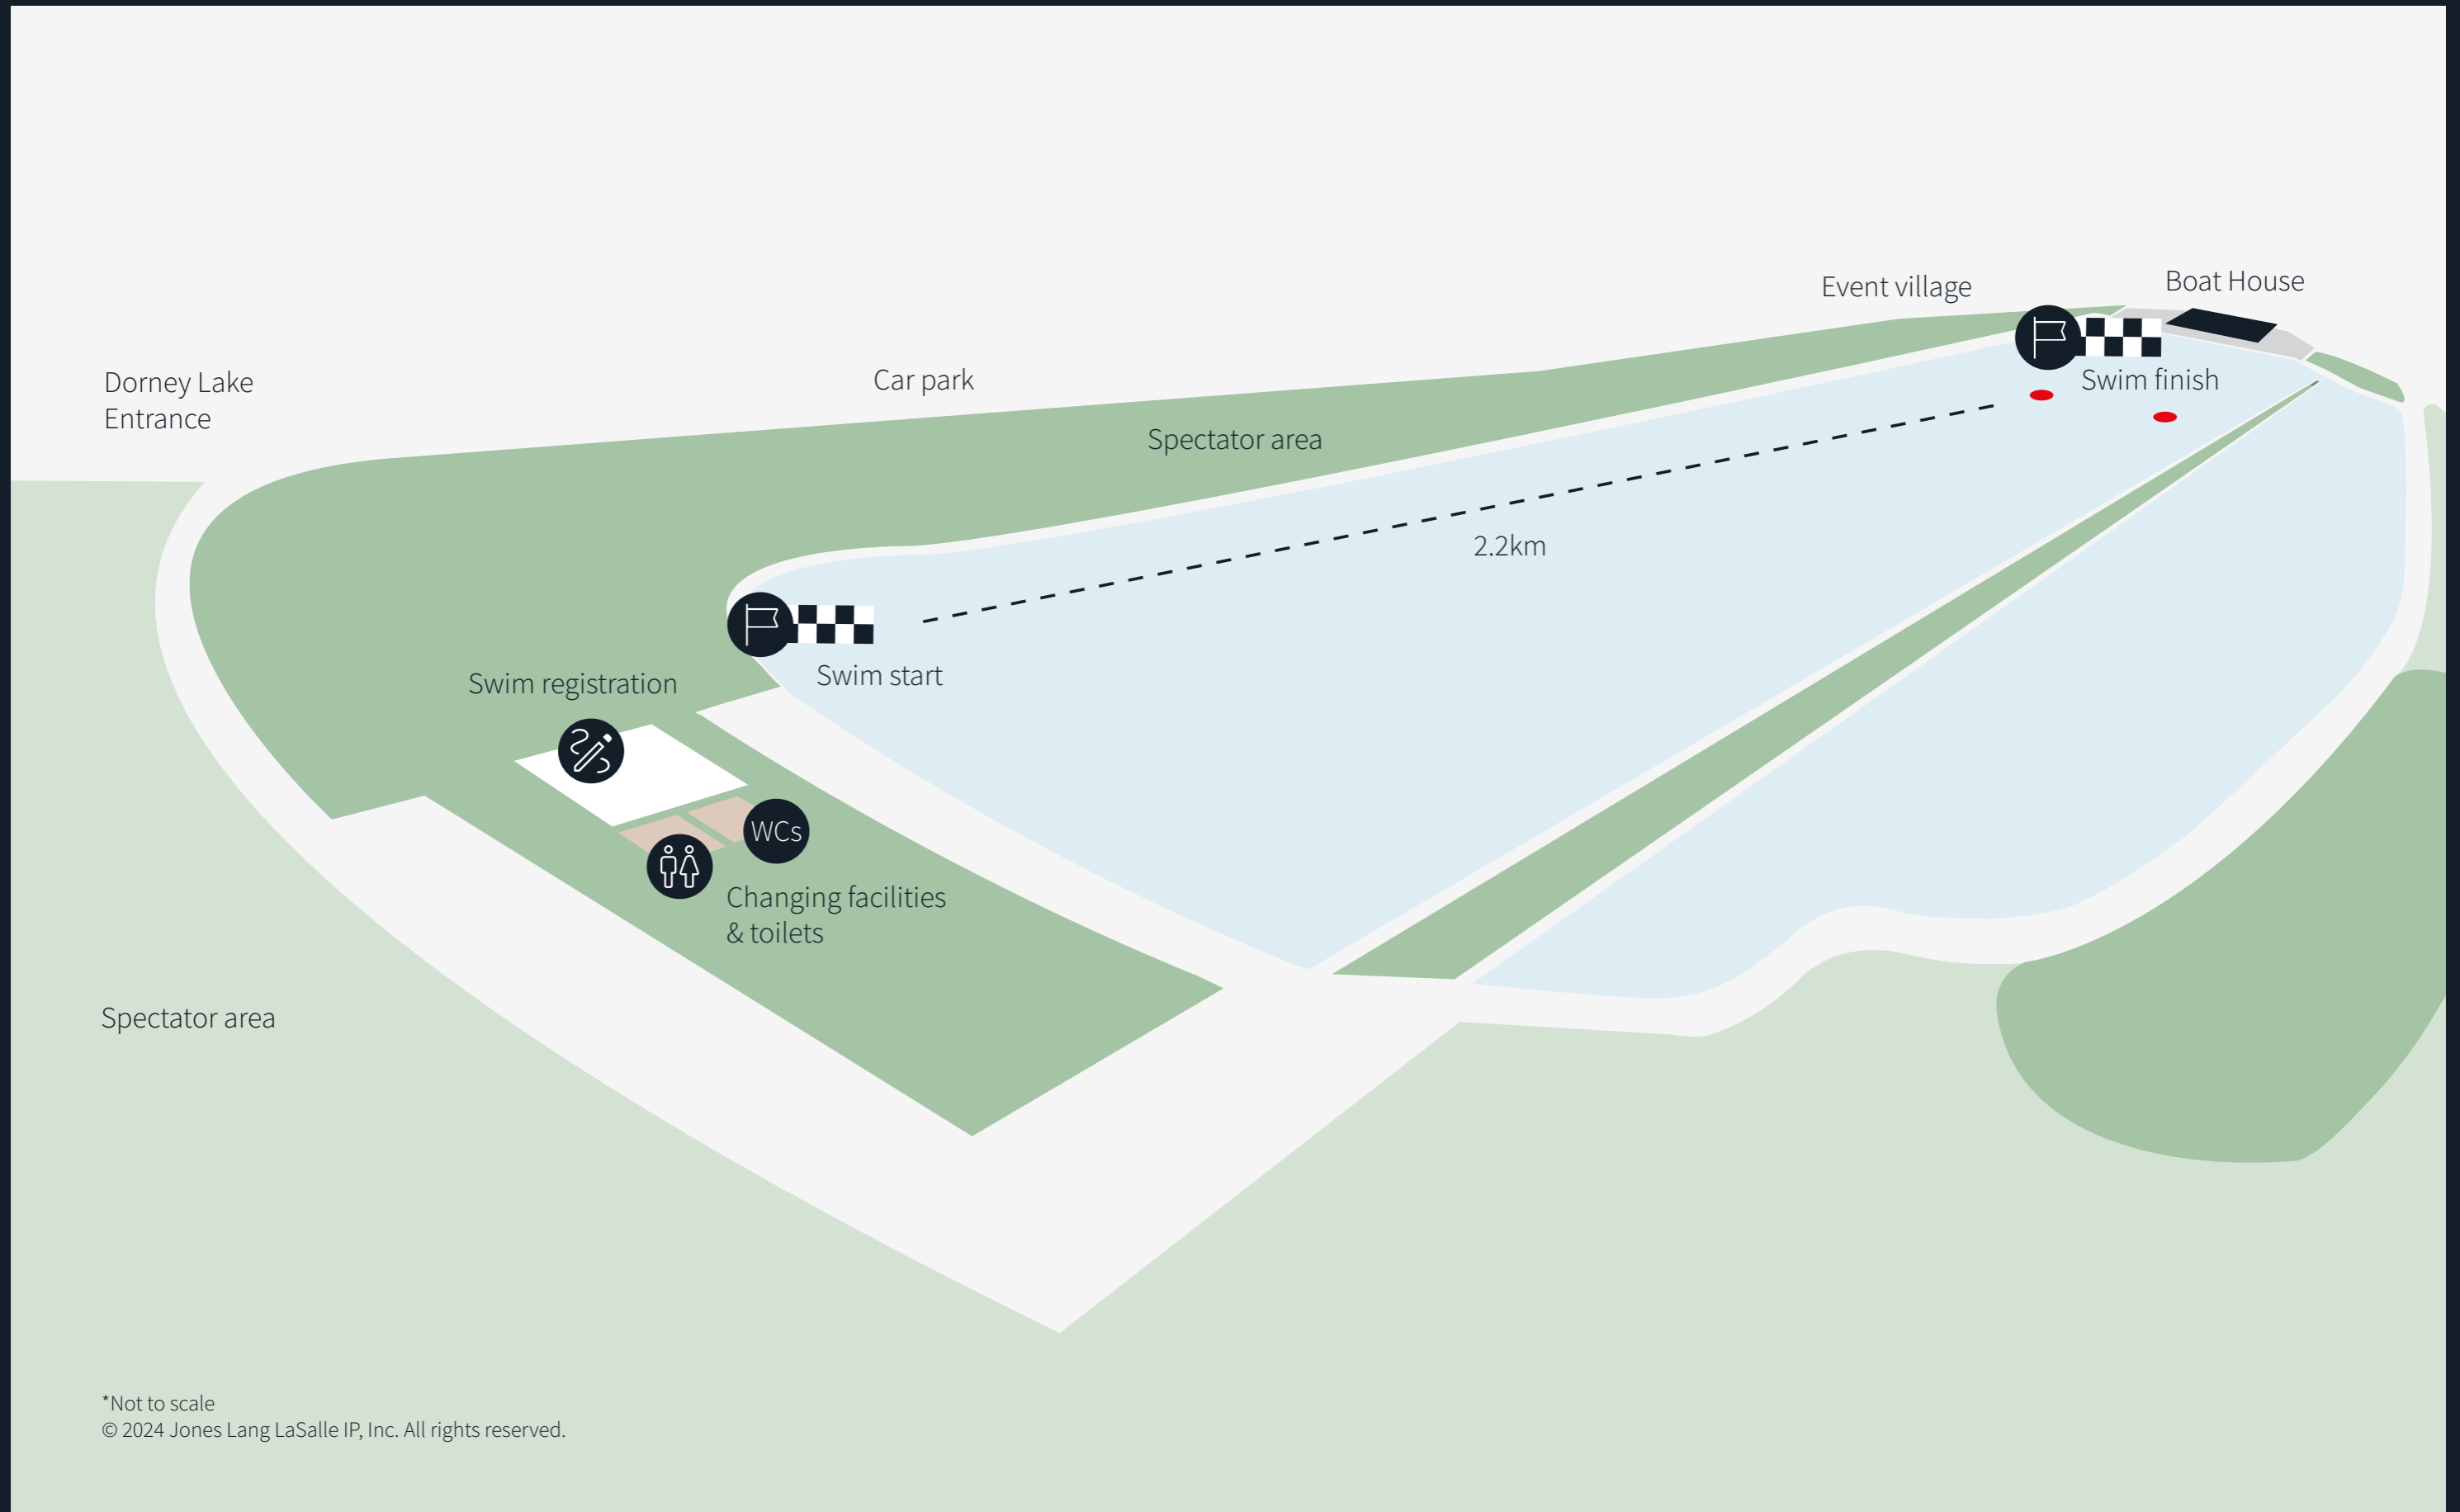 Boat House
Event village
Dorney Lake
Entrance
Car park
Swim finish
Spectator area
2.2km
Swim start
Swim registration
WCs
Changing facilities
& toilets
Spectator area
*Not to scale
© 2024 Jones Lang LaSalle IP, Inc. All rights reserved.